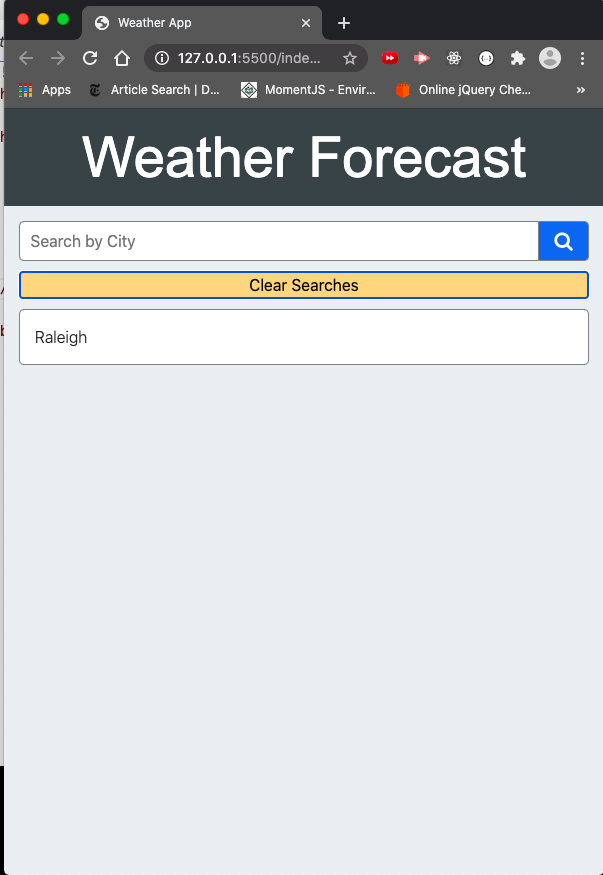 Weather App
127.0.0.1:5500/inde...
Apps
Article Search | D...
MomentJS - Envir...
Online jQuery Che...
»
Weather Forecast
Search by City
Clear Searches
Raleigh